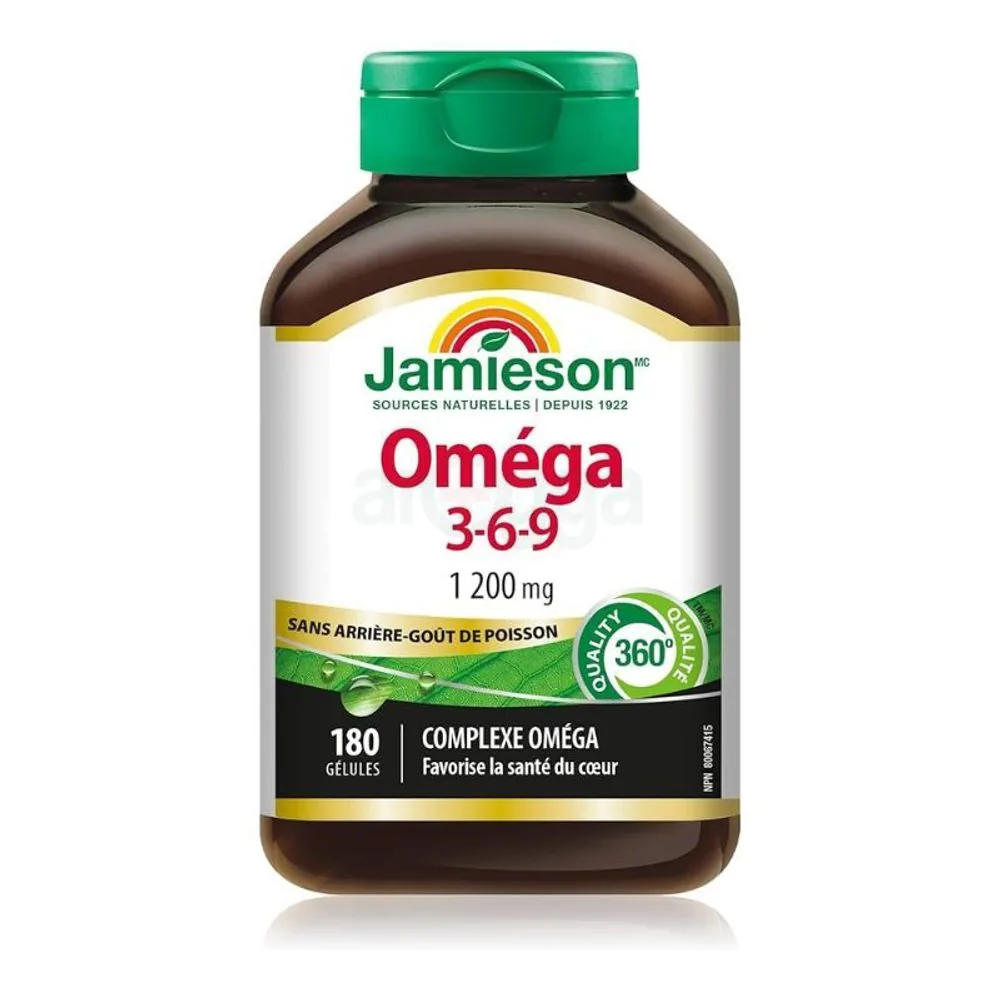 Jamieson MC
SOURCES NATURELLES | DEPUIS 1922
Oméga
3-6-9
1 200 mg
SANS ARRIÈRE-GOÛT DE POISSON
QUALITY 360° QUALITÉ TM/MC
180
GÉLULES
COMPLEXE OMÉGA
Favorise la santé du cœur
NPN 80067415
arogga